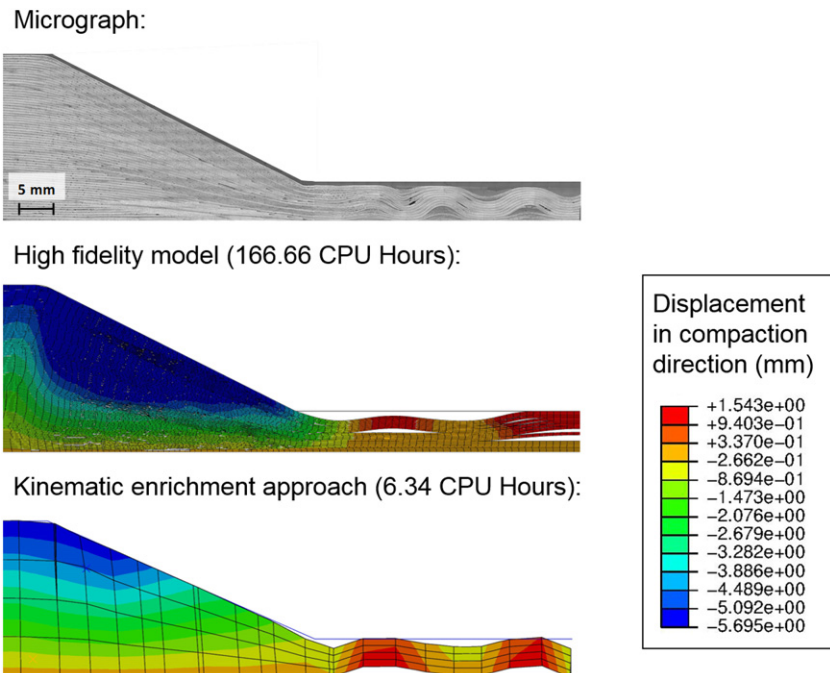 Micrograph:
5 mm
High fidelity model (166.66 CPU Hours):
Displacement
in compaction
direction (mm)
+1.543e+00
+9.403e-01
+3.370e-01
-2.662e-01
-8.694e-01
-1.473e+00
-2.076e+00
-2.679e+00
-3.282e+00
-3.886e+00
-4.489e+00
-5.092e+00
-5.695e+00
Kinematic enrichment approach (6.34 CPU Hours):